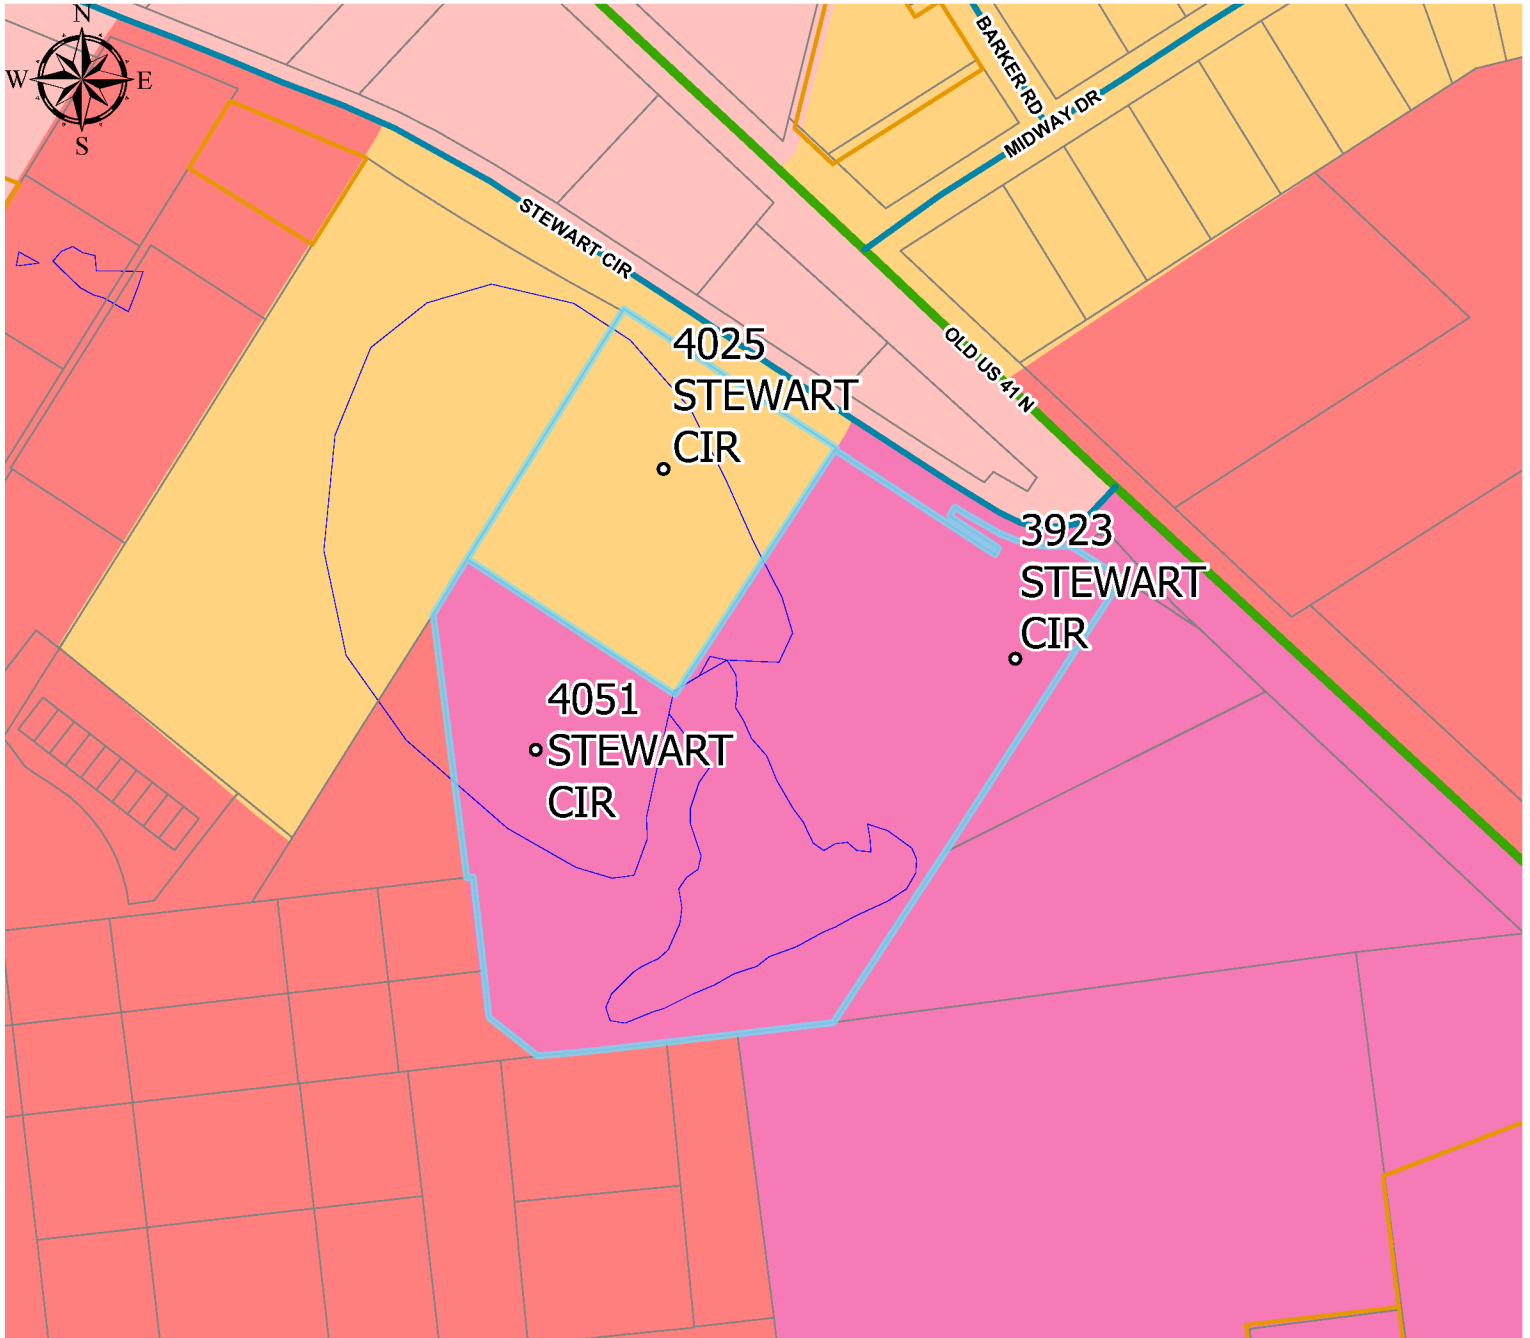 N
W E
S
BARKER RD
MIDWAY DR
STEWART CIR
OLD US 41 N
4025
STEWART
CIR
3923
STEWART
CIR
4051
STEWART
CIR